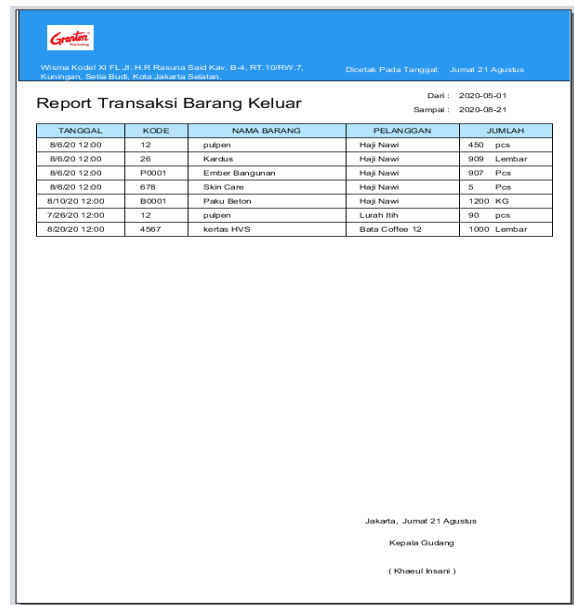 Granten
Marketing
Wisma Kodel XI FL Jl. H.R Rasuna Said Kav. B-4, RT.10/RW.7,
Kuningan, Setia Budi, Kota Jakarta Selatan.
Dicetak Pada Tanggal: Jumat 21 Agustus
Report Transaksi Barang Keluar
Dari : 2020-05-01
Sampai : 2020-08-21
TANGGAL KODE NAMA BARANG PELANGGAN JUMLAH
8/6/20 12:00 12 pulpen Haji Nawi 450 pcs
8/6/20 12:00 26 Kardus Haji Nawi 909 Lembar
8/6/20 12:00 P0001 Ember Bangunan Haji Nawi 907 Pcs
8/6/20 12:00 678 Skin Care Haji Nawi 5 Pcs
8/10/20 12:00 B0001 Paku Beton Haji Nawi 1200 KG
7/26/20 12:00 12 pulpen Lurah Itih 90 pcs
8/20/20 12:00 4567 kertas HVS Bata Coffee 12 1000 Lembar
Jakarta, Jumat 21 Agustus
Kepala Gudang
( Khaeul Insani )